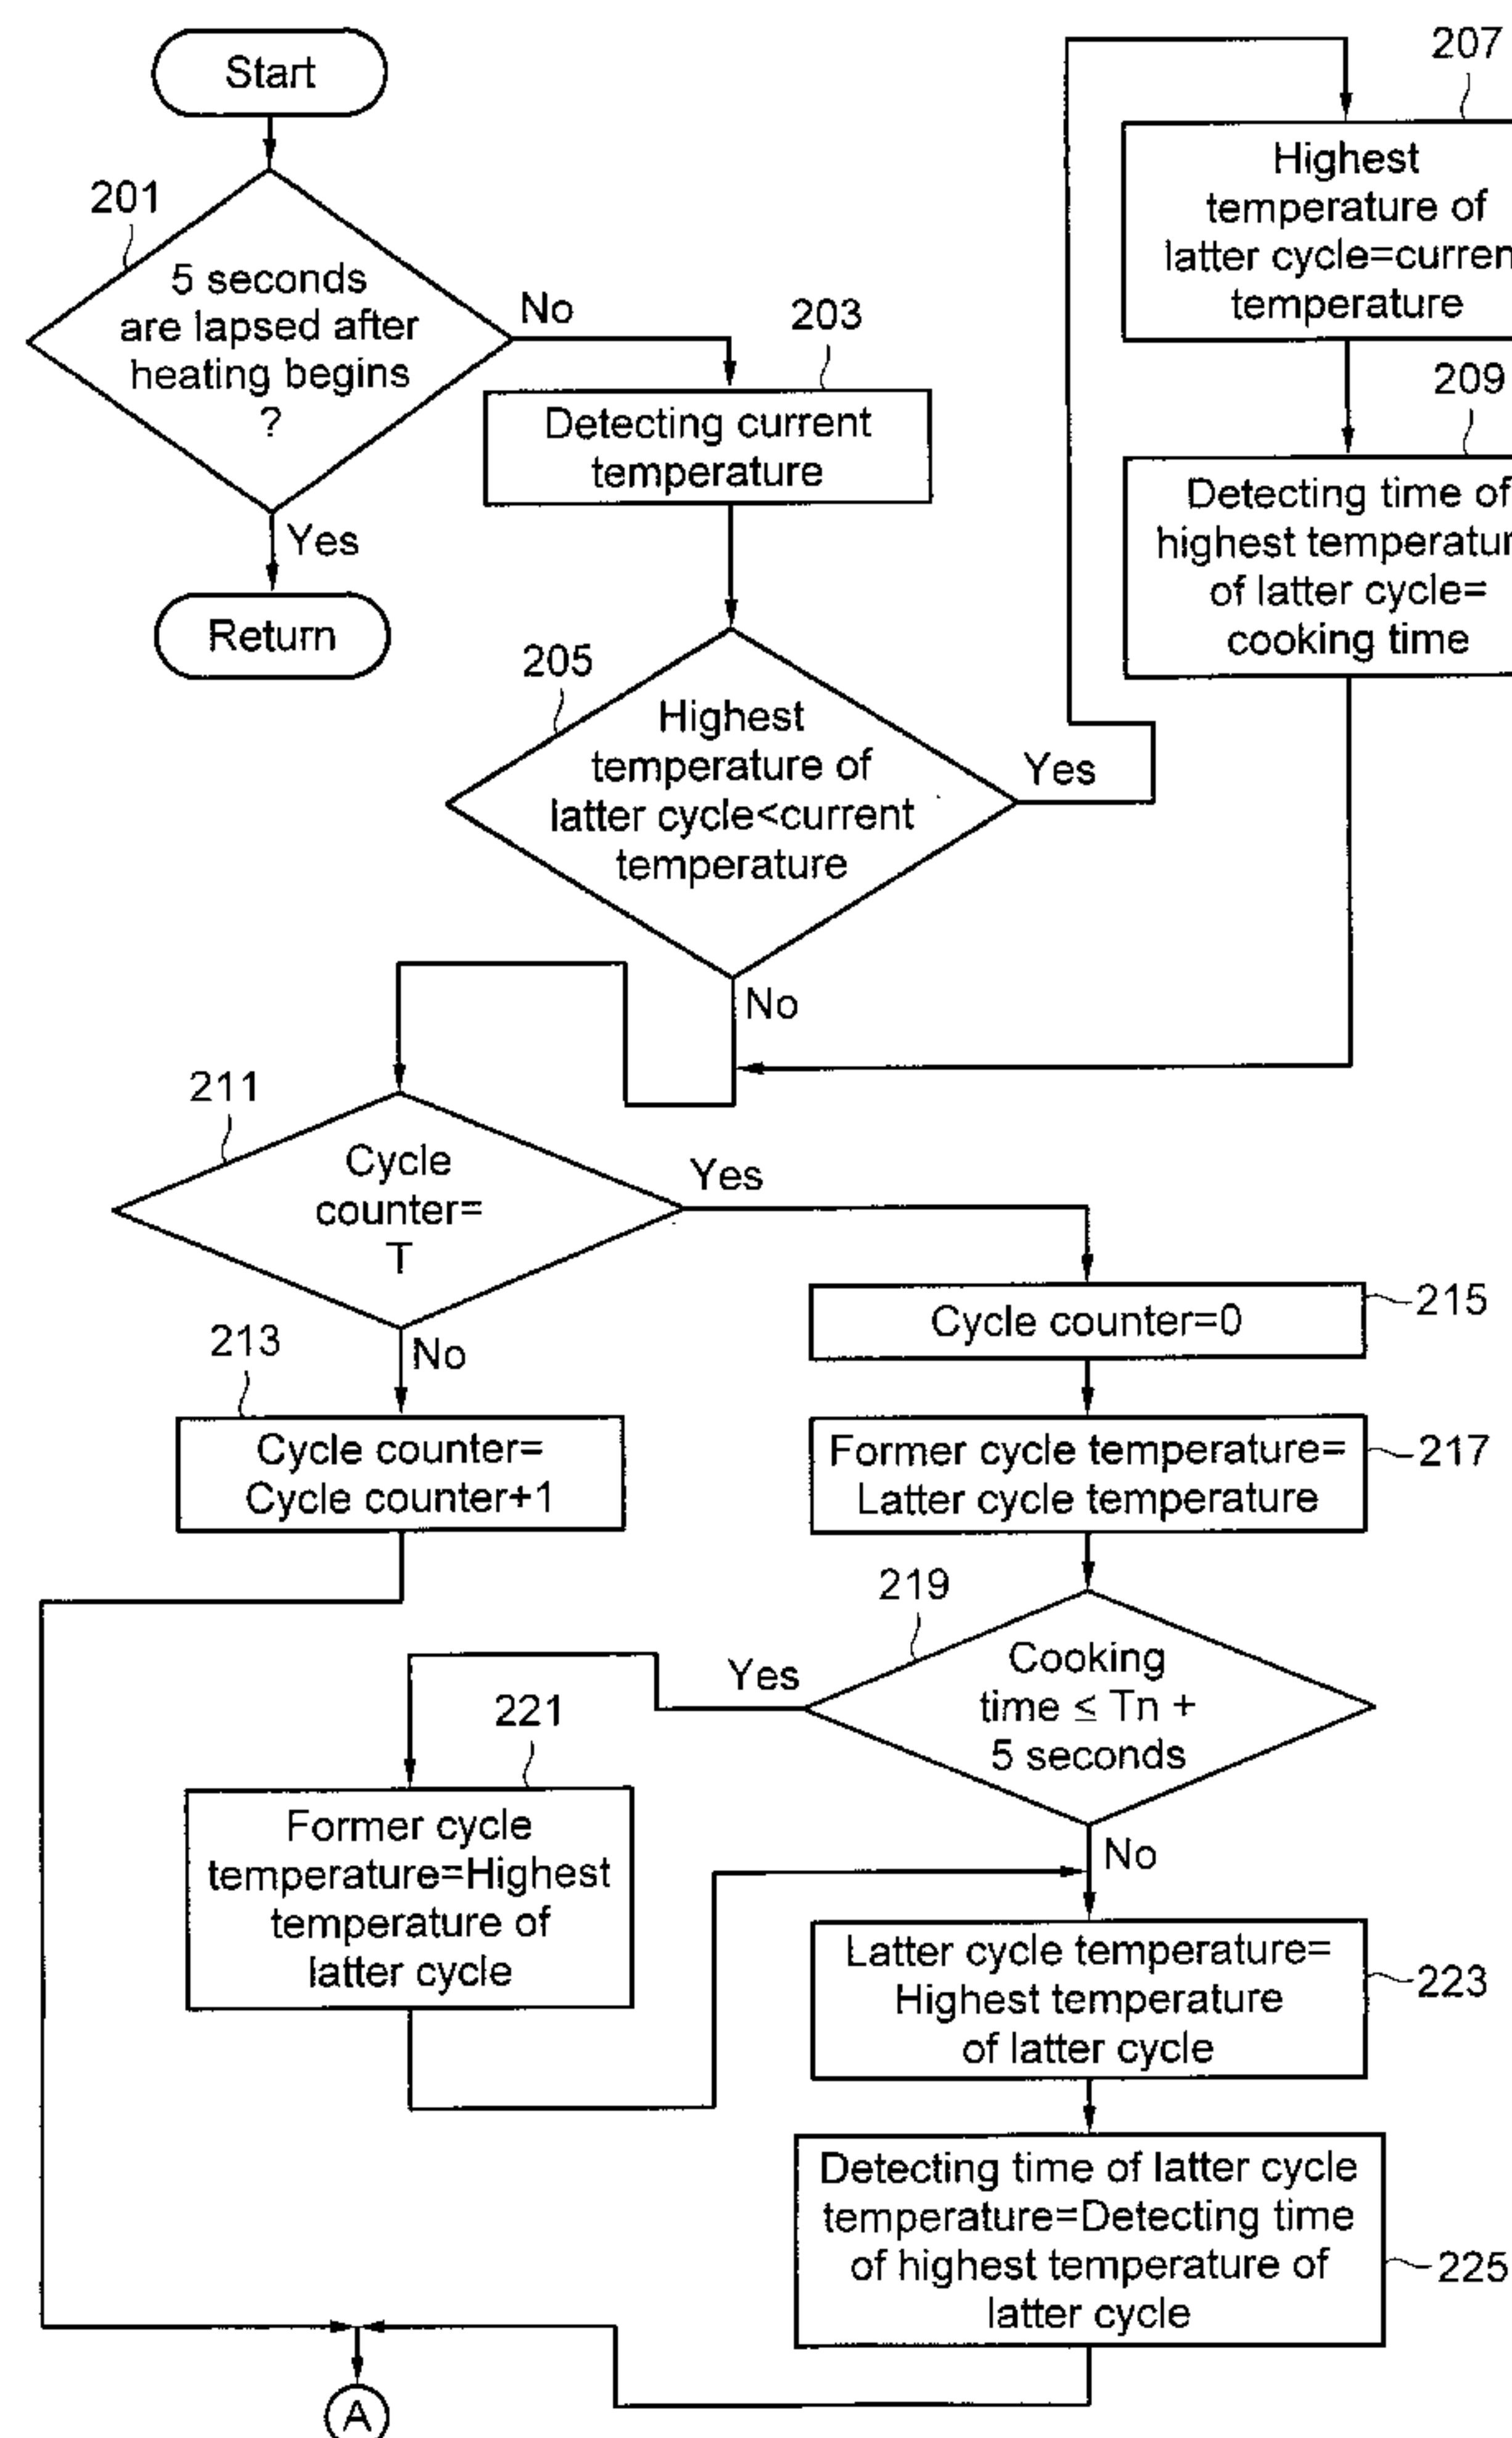 Start
201
5 seconds
are lapsed after
heating begins
?
No
Yes
Return
203
Detecting current
temperature
205
Highest
temperature of
latter cycle<current
temperature
Yes
No
207
Highest
temperature of
latter cycle=curren
temperature
209
Detecting time of
highest temperatur
of latter cycle=
cooking time
211
Cycle
counter=
T
Yes
No
213
Cycle counter=
Cycle counter+1
Cycle counter=0
215
Former cycle temperature=
Latter cycle temperature
217
219
Cooking
time ≤ Tn +
5 seconds
Yes
No
221
Former cycle
temperature=Highest
temperature of
latter cycle
Latter cycle temperature=
Highest temperature
of latter cycle
223
Detecting time of latter cycle
temperature=Detecting time
of highest temperature of
latter cycle
225
A